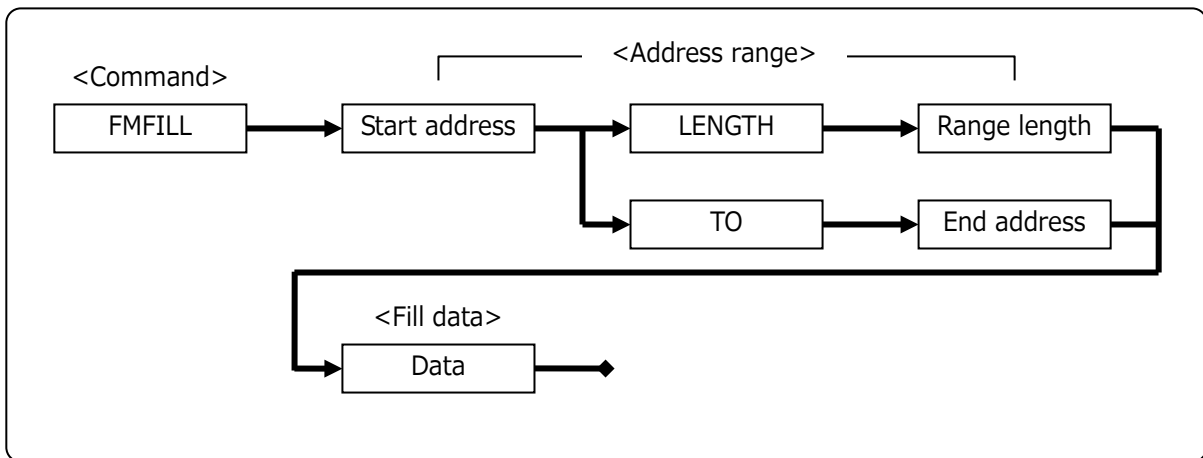 <Address range>
<Command>
FMFILL
Start address
LENGTH
Range length
TO
End address
<Fill data>
Data